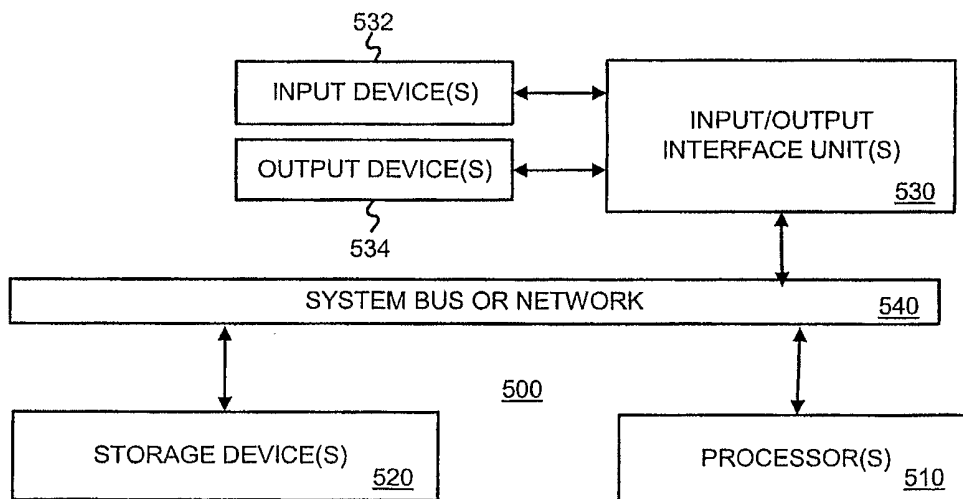 532
INPUT DEVICE(S)
INPUT/OUTPUT
INTERFACE UNIT(S)
530
OUTPUT DEVICE(S)
534
SYSTEM BUS OR NETWORK
540
500
STORAGE DEVICE(S)
520
PROCESSOR(S)
510